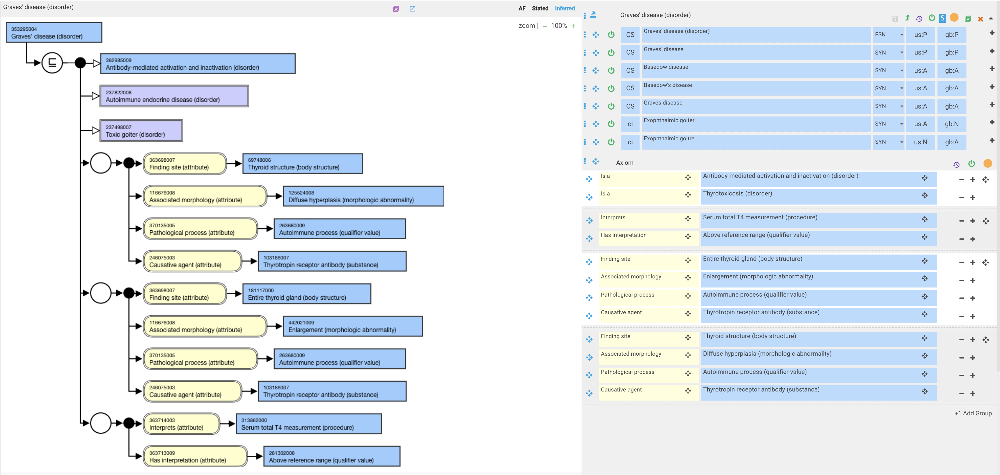 Graves' disease (disorder)
AF Stated Inferred
zoom | – 100% +
353295004
Graves' disease (disorder)
⊑
362985009
Antibody-mediated activation and inactivation (disorder)
237822008
Autoimmune endocrine disease (disorder)
237498007
Toxic goiter (disorder)
363698007
Finding site (attribute)
69748006
Thyroid structure (body structure)
116676008
Associated morphology (attribute)
125524008
Diffuse hyperplasia (morphologic abnormality)
370135005
Pathological process (attribute)
263680009
Autoimmune process (qualifier value)
246075003
Causative agent (attribute)
103186007
Thyrotropin receptor antibody (substance)
363698007
Finding site (attribute)
181117000
Entire thyroid gland (body structure)
116676008
Associated morphology (attribute)
442021009
Enlargement (morphologic abnormality)
370135005
Pathological process (attribute)
263680009
Autoimmune process (qualifier value)
246075003
Causative agent (attribute)
103186007
Thyrotropin receptor antibody (substance)
363714003
Interprets (attribute)
313862000
Serum total T4 measurement (procedure)
363713009
Has interpretation (attribute)
281302008
Above reference range (qualifier value)
Graves' disease (disorder)
S
CS Graves' disease (disorder) FSN us:P gb:P
CS Graves' disease SYN us:P gb:P
CS Basedow disease SYN us:A gb:A
CS Basedow's disease SYN us:A gb:A
CS Graves disease SYN us:A gb:A
ci Exophthalmic goiter SYN us:A gb:N
ci Exophthalmic goitre SYN us:N gb:A
Axiom
Is a Antibody-mediated activation and inactivation (disorder)
Is a Thyrotoxicosis (disorder)
Interprets Serum total T4 measurement (procedure)
Has interpretation Above reference range (qualifier value)
Finding site Entire thyroid gland (body structure)
Associated morphology Enlargement (morphologic abnormality)
Pathological process Autoimmune process (qualifier value)
Causative agent Thyrotropin receptor antibody (substance)
Finding site Thyroid structure (body structure)
Associated morphology Diffuse hyperplasia (morphologic abnormality)
Pathological process Autoimmune process (qualifier value)
Causative agent Thyrotropin receptor antibody (substance)
+1 Add Group